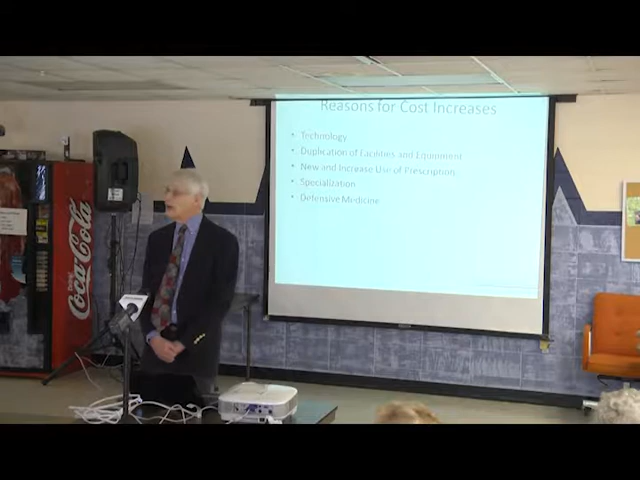 Reasons for Cost Increases
• Technology
• Duplication of Facilities and Equipment
• New and Increase Use of Prescription
• Specialization
• Defensive Medicine
Coca-Cola